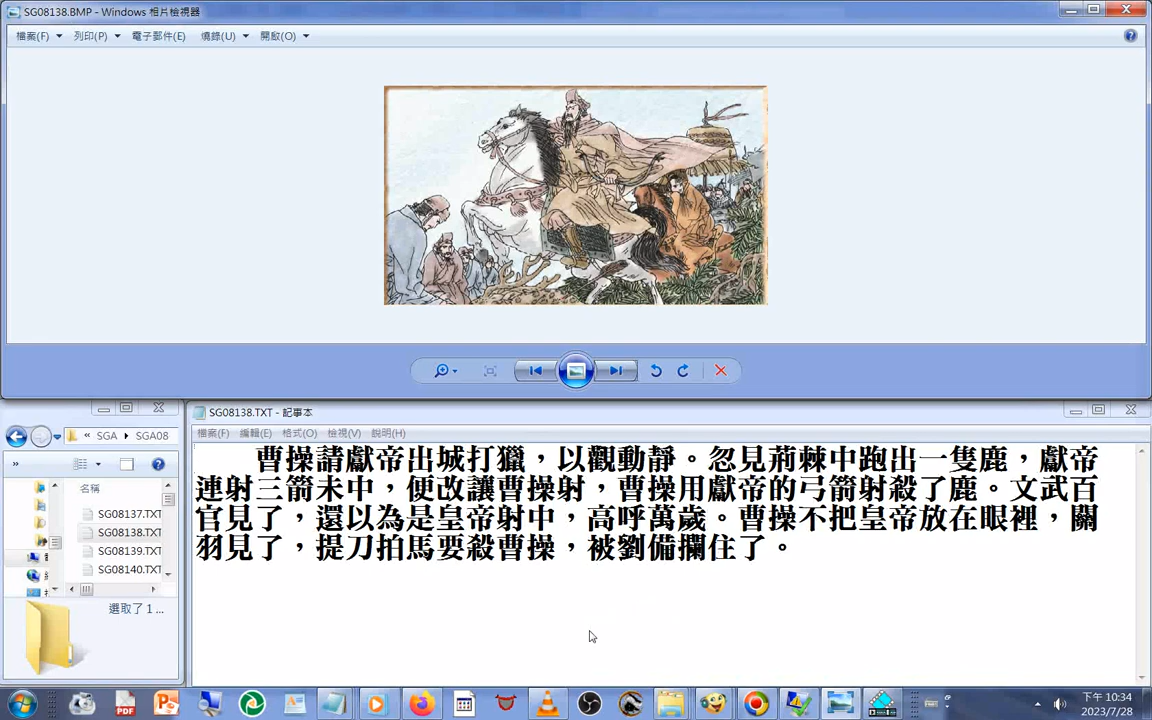 SG08138.BMP - Windows 相片檢視器
檔案(F) 列印(P) 電子郵件(E) 燒錄(U) 開啟(O)
SGA SGA08
名稱
SG08137.TXT
SG08138.TXT
SG08139.TXT
SG08140.TXT
選取了 1 ...
SG08138.TXT - 記事本
檔案(F) 編輯(E) 格式(O) 檢視(V) 說明(H)
曹操請獻帝出城打獵，以觀動靜。忽見荊棘中跑出一隻鹿，獻帝
連射三箭未中，便改讓曹操射，曹操用獻帝的弓箭射殺了鹿。文武百
官見了，還以為是皇帝射中，高呼萬歲。曹操不把皇帝放在眼裡，關
羽見了，提刀拍馬要殺曹操，被劉備攔住了。
PDF
下午 10:34
2023/7/28